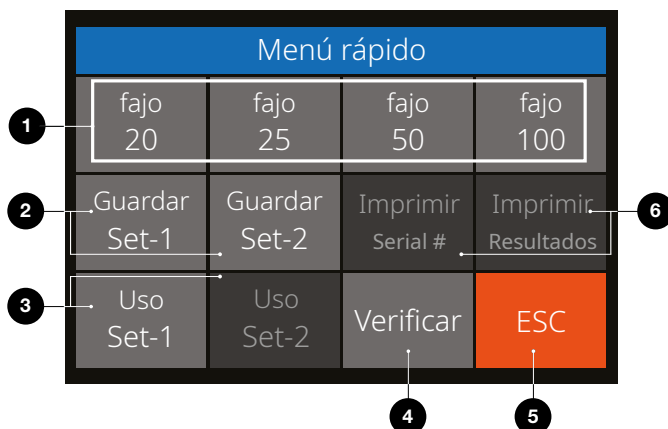 Menú rápido
fajo
20
fajo
25
fajo
50
fajo
100
1
Guardar
Set-1
Guardar
Set-2
Imprimir
Serial #
Imprimir
Resultados
2
6
Uso
Set-1
Uso
Set-2
Verificar
ESC
3
4
5